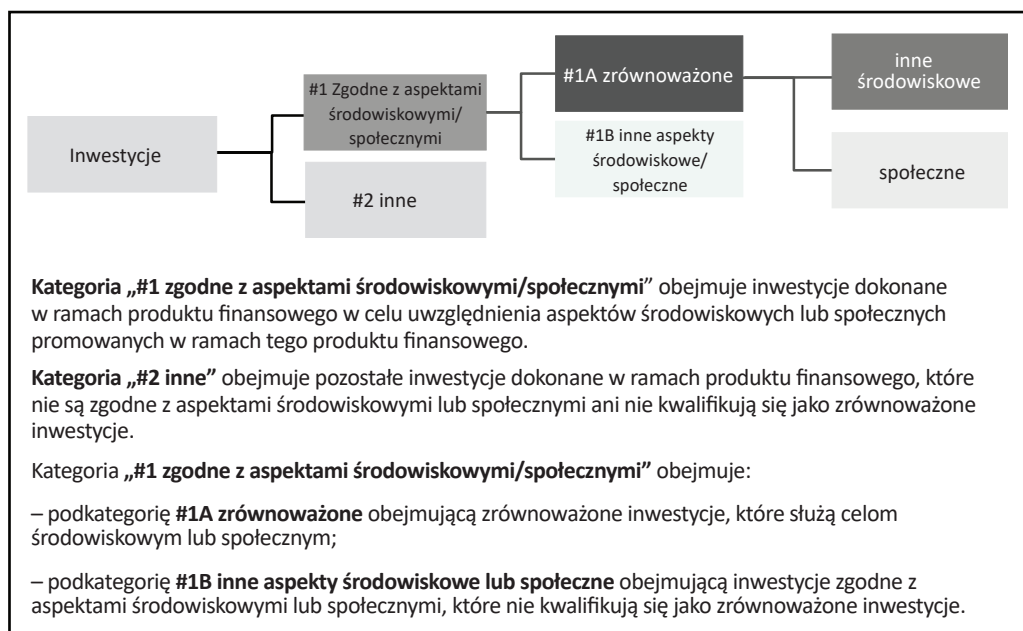 Inwestycje
#1 Zgodne z aspektami
środowiskowymi/
społecznymi
#2 inne
#1A zrównoważone
#1B inne aspekty
środowiskowe/
społeczne
inne
środowiskowe
społeczne
Kategoria „#1 zgodne z aspektami środowiskowymi/społecznymi” obejmuje inwestycje dokonane
w ramach produktu finansowego w celu uwzględnienia aspektów środowiskowych lub społecznych
promowanych w ramach tego produktu finansowego.
Kategoria „#2 inne” obejmuje pozostałe inwestycje dokonane w ramach produktu finansowego, które
nie są zgodne z aspektami środowiskowymi lub społecznymi ani nie kwalifikują się jako zrównoważone
inwestycje.
Kategoria „#1 zgodne z aspektami środowiskowymi/społecznymi” obejmuje:
– podkategorię #1A zrównoważone obejmującą zrównoważone inwestycje, które służą celom
środowiskowym lub społecznym;
– podkategorię #1B inne aspekty środowiskowe lub społeczne obejmującą inwestycje zgodne z
aspektami środowiskowymi lub społecznymi, które nie kwalifikują się jako zrównoważone inwestycje.